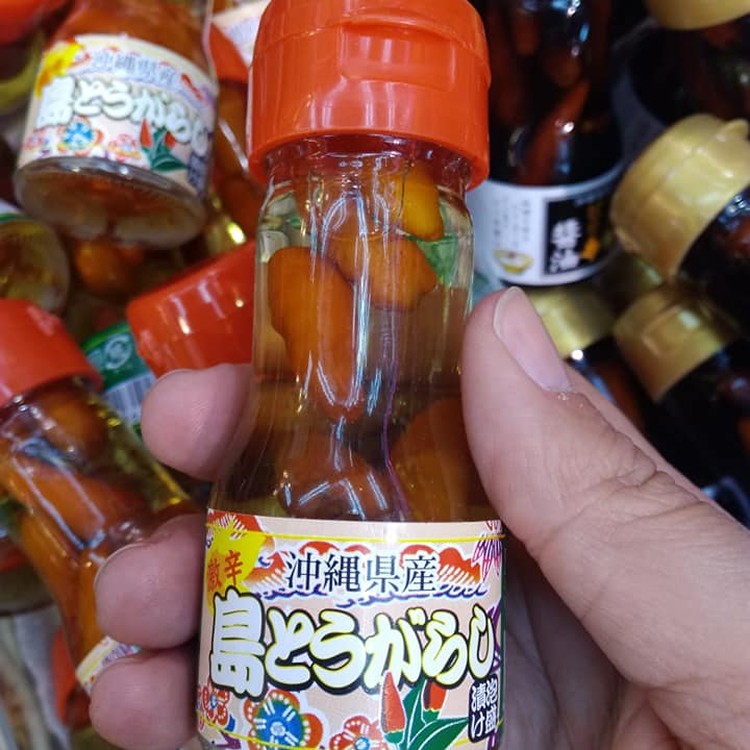 沖縄県産
島とうがらし
醤油
激辛
沖縄県産
島とうがらし
泡盛
漬け